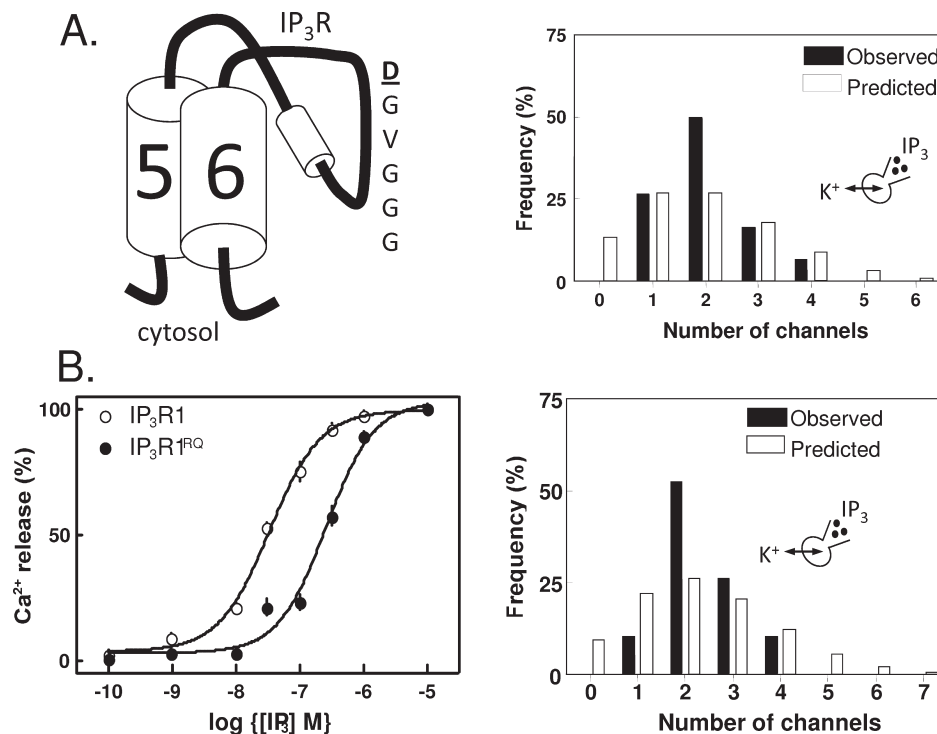 A.
IP3R
D
G
V
G
G
G
5 6
cytosol
75
50
25
0
Frequency (%)
Observed
Predicted
IP3
K+
0 1 2 3 4 5 6
Number of channels
B.
100
50
0
Ca2+ release (%)
IP3R1
IP3R1RQ
-10 -9 -8 -7 -6 -5
log {[IP3] M}
75
50
25
0
Frequency (%)
Observed
Predicted
IP3
K+
0 1 2 3 4 5 6 7
Number of channels